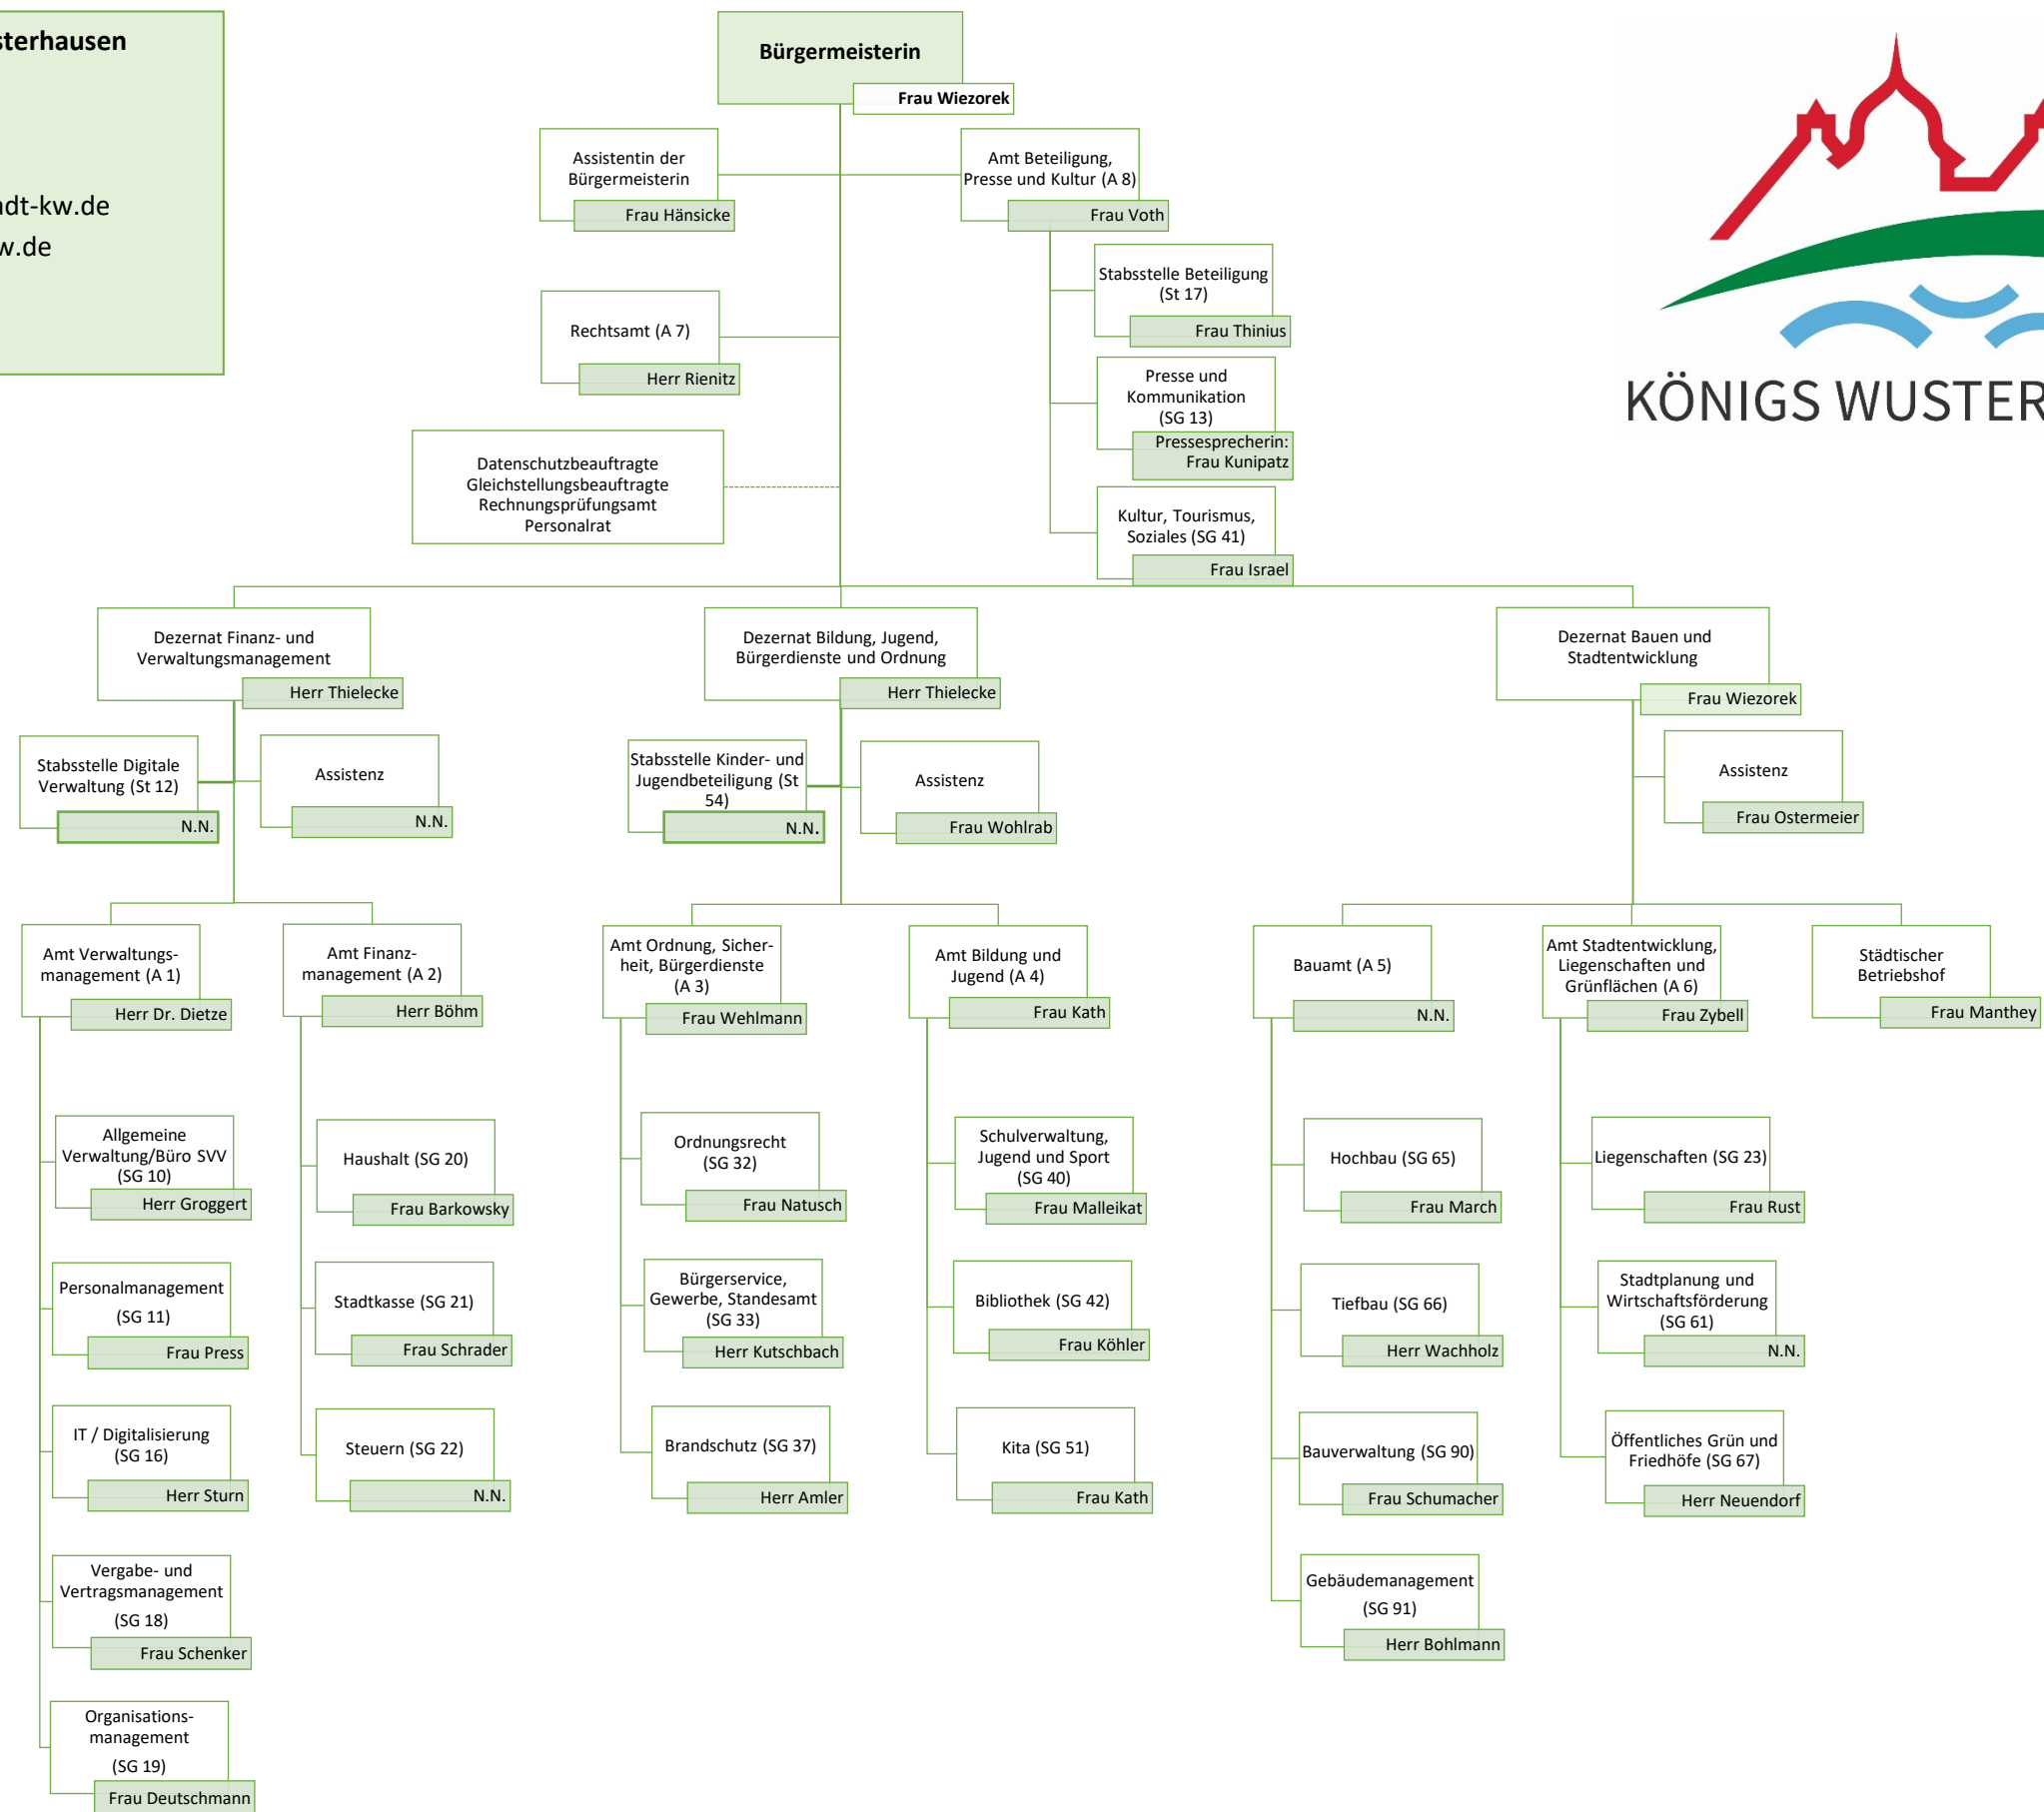 sterhausen
adt-kw.de
w.de
Bürgermeisterin
Frau Wiezorek
KÖNIGS WUSTER
Assistentin der
Bürgermeisterin
Frau Hänsicke
Amt Beteiligung,
Presse und Kultur (A 8)
Frau Voth
Stabsstelle Beteiligung
(St 17)
Frau Thinius
Rechtsamt (A 7)
Herr Rienitz
Presse und
Kommunikation
(SG 13)
Pressesprecherin:
Frau Kunipatz
Datenschutzbeauftragte
Gleichstellungsbeauftragte
Rechnungsprüfungsamt
Personalrat
Kultur, Tourismus,
Soziales (SG 41)
Frau Israel
Dezernat Finanz- und
Verwaltungsmanagement
Herr Thielecke
Stabsstelle Digitale
Verwaltung (St 12)
N.N.
Assistenz
N.N.
Amt Verwaltungs-
management (A 1)
Herr Dr. Dietze
Allgemeine
Verwaltung/Büro SVV
(SG 10)
Herr Groggert
Personalmanagement
(SG 11)
Frau Press
IT / Digitalisierung
(SG 16)
Herr Sturn
Vergabe- und
Vertragsmanagement
(SG 18)
Frau Schenker
Organisations-
management
(SG 19)
Frau Deutschmann
Amt Finanz-
management (A 2)
Herr Böhm
Haushalt (SG 20)
Frau Barkowsky
Stadtkasse (SG 21)
Frau Schrader
Steuern (SG 22)
N.N.
Dezernat Bildung, Jugend,
Bürgerdienste und Ordnung
Herr Thielecke
Stabsstelle Kinder- und
Jugendbeteiligung (St
54)
N.N.
Assistenz
Frau Wohlrab
Amt Ordnung, Sicher-
heit, Bürgerdienste
(A 3)
Frau Wehlmann
Ordnungsrecht
(SG 32)
Frau Natusch
Bürgerservice,
Gewerbe, Standesamt
(SG 33)
Herr Kutschbach
Brandschutz (SG 37)
Herr Amler
Amt Bildung und
Jugend (A 4)
Frau Kath
Schulverwaltung,
Jugend und Sport
(SG 40)
Frau Malleikat
Bibliothek (SG 42)
Frau Köhler
Kita (SG 51)
Frau Kath
Dezernat Bauen und
Stadtentwicklung
Frau Wiezorek
Assistenz
Frau Ostermeier
Bauamt (A 5)
N.N.
Hochbau (SG 65)
Frau March
Tiefbau (SG 66)
Herr Wachholz
Bauverwaltung (SG 90)
Frau Schumacher
Gebäudemanagement
(SG 91)
Herr Bohlmann
Amt Stadtentwicklung,
Liegenschaften und
Grünflächen (A 6)
Frau Zybell
Liegenschaften (SG 23)
Frau Rust
Stadtplanung und
Wirtschaftsförderung
(SG 61)
N.N.
Öffentliches Grün und
Friedhöfe (SG 67)
Herr Neuendorf
Städtischer
Betriebshof
Frau Manthey